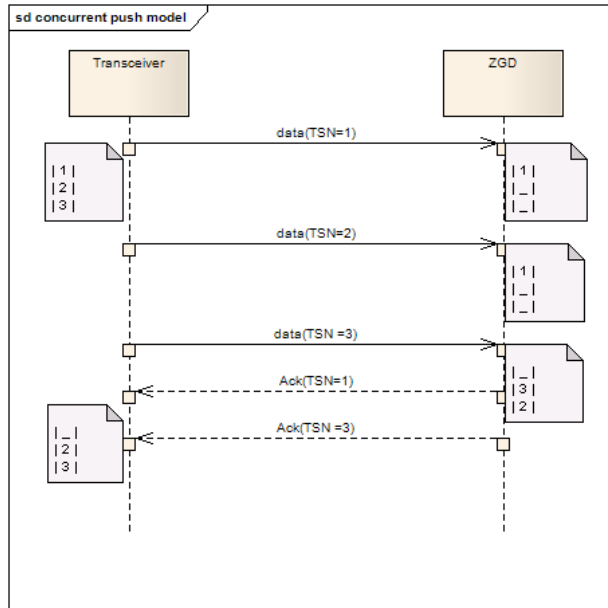 sd concurrent push model
Transceiver
ZGD
data(TSN=1)
| 1 |
| 2 |
| 3 |
| 1 |
| _ |
| _ |
data(TSN=2)
| 1 |
| _ |
| _ |
data(TSN =3)
| _ |
| 3 |
| 2 |
Ack(TSN=1)
Ack(TSN =3)
| _ |
| 2 |
| 3 |